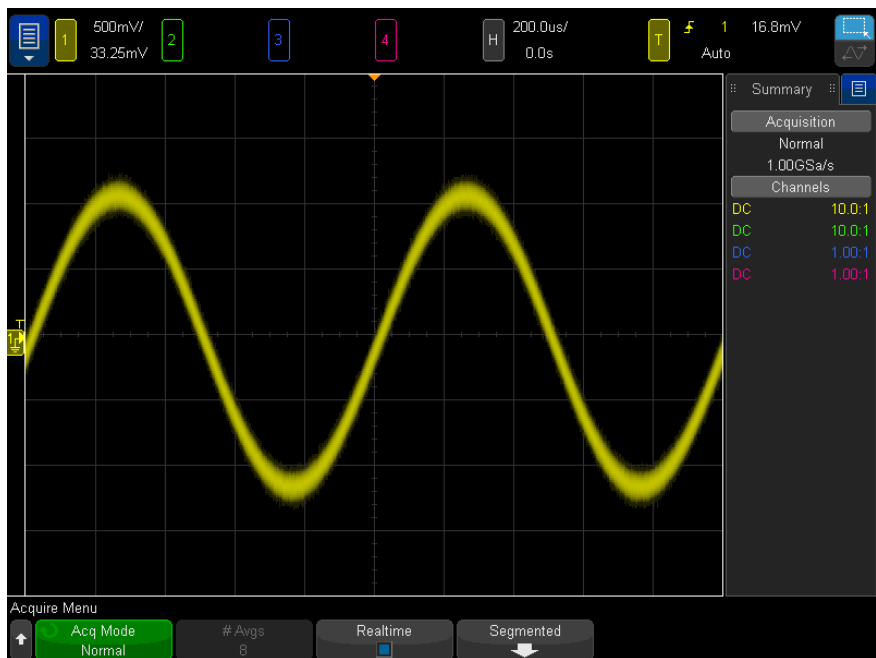 1 500mV/ 2 3 4 H 200.0us/ T 1 16.8mV
33.25mV 0.0s Auto
Summary
Acquisition
Normal
1.00GSa/s
Channels
DC 10.0:1
DC 10.0:1
DC 1.00:1
DC 1.00:1
T
1
Acquire Menu
Acq Mode # Avgs Realtime Segmented
Normal 8